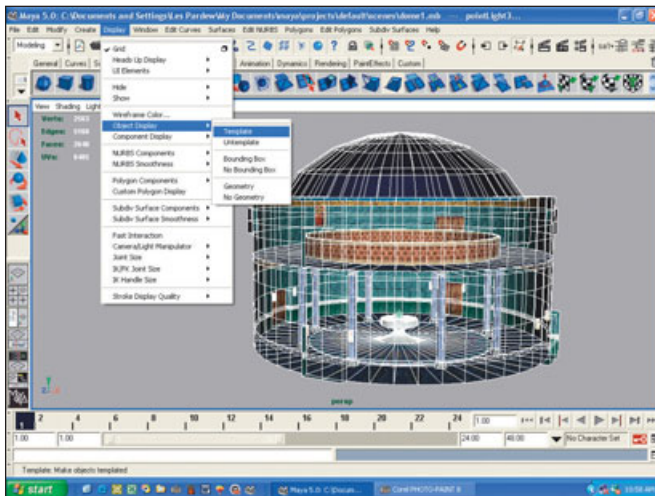 Maya 5.0: C:\Documents and Settings\Les Pardew\My Documents\maya\projects\default\scenes\dome1.mb --- pointLight3...
File Edit Modify Create Display Window Edit Curves Surfaces Edit NURBS Polygons Edit Polygons Subdiv Surfaces Help
Modeling
General Curves
Animation Dynamics Rendering PaintEffects Custom
View Shading
Verts:
Edges:
Faces:
UVs:
Grid
Heads Up Display
UI Elements
Hide
Show
Wireframe Color...
Object Display
Component Display
NURBS Components
NURBS Smoothness
Polygon Components
Custom Polygon Display
Subdiv Surface Components
Subdiv Surface Smoothness
Fast Interaction
Camera/Light Manipulator
Joint Size
IK/FK Joint Size
IK Handle Size
Stroke Display Quality
Template
Untemplate
Bounding Box
No Bounding Box
Geometry
No Geometry
persp
1 2 4 6 8 10 12 14 16 18 20 22 24 1.00
1.00 1.00 24.00 48.00 No Character Set
Template: Make objects templated
start Maya 5.0: C:\Docum... Corel PHOTO-PAINT 8 10:58 AM